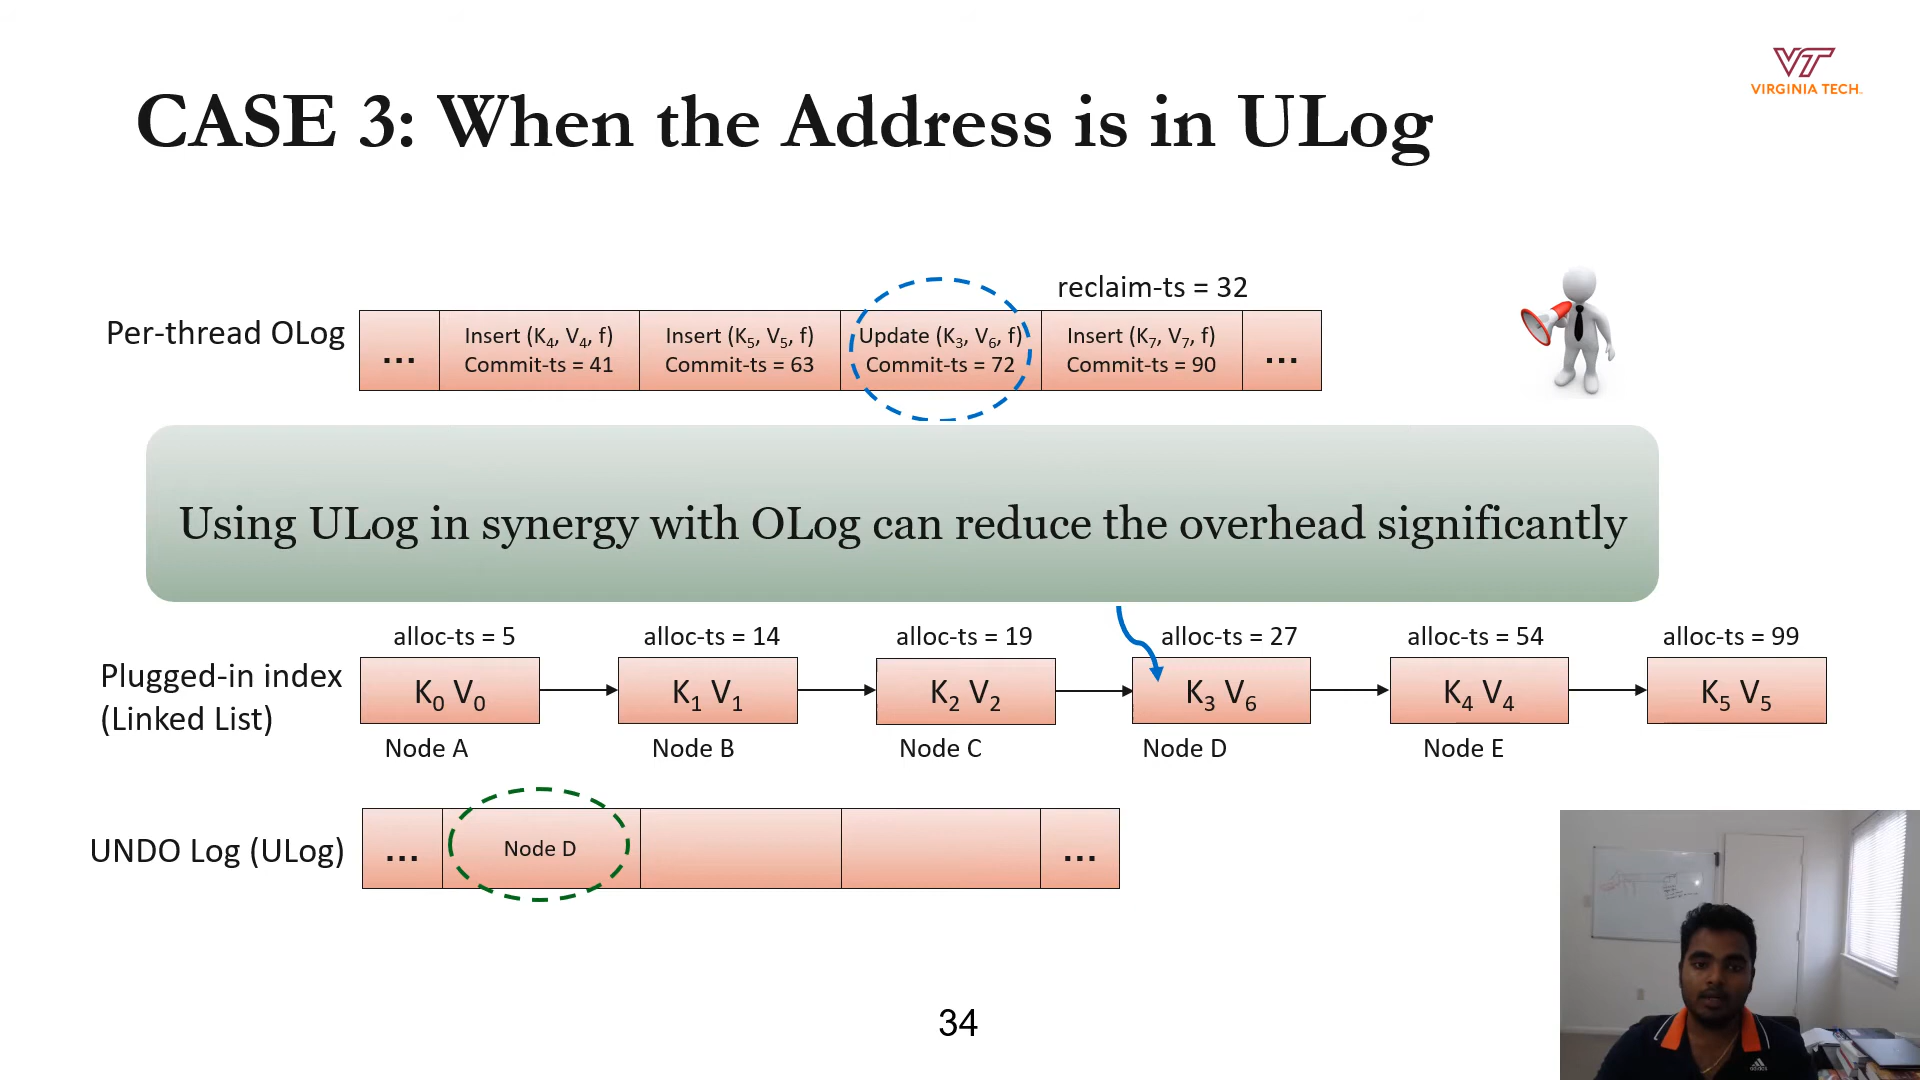 VT
VIRGINIA TECH
CASE 3: When the Address is in ULog
reclaim-ts = 32
Per-thread OLog
...
Insert (K4, V4, f)
Commit-ts = 41
Insert (K5, V5, f)
Commit-ts = 63
Update (K3, V6, f)
Commit-ts = 72
Insert (K7, V7, f)
Commit-ts = 90
...
Using ULog in synergy with OLog can reduce the overhead significantly
alloc-ts = 5
alloc-ts = 14
alloc-ts = 19
alloc-ts = 27
alloc-ts = 54
alloc-ts = 99
Plugged-in index
(Linked List)
K0 V0
K1 V1
K2 V2
K3 V6
K4 V4
K5 V5
Node A
Node B
Node C
Node D
Node E
UNDO Log (ULog)
...
Node D
...
34
adidas